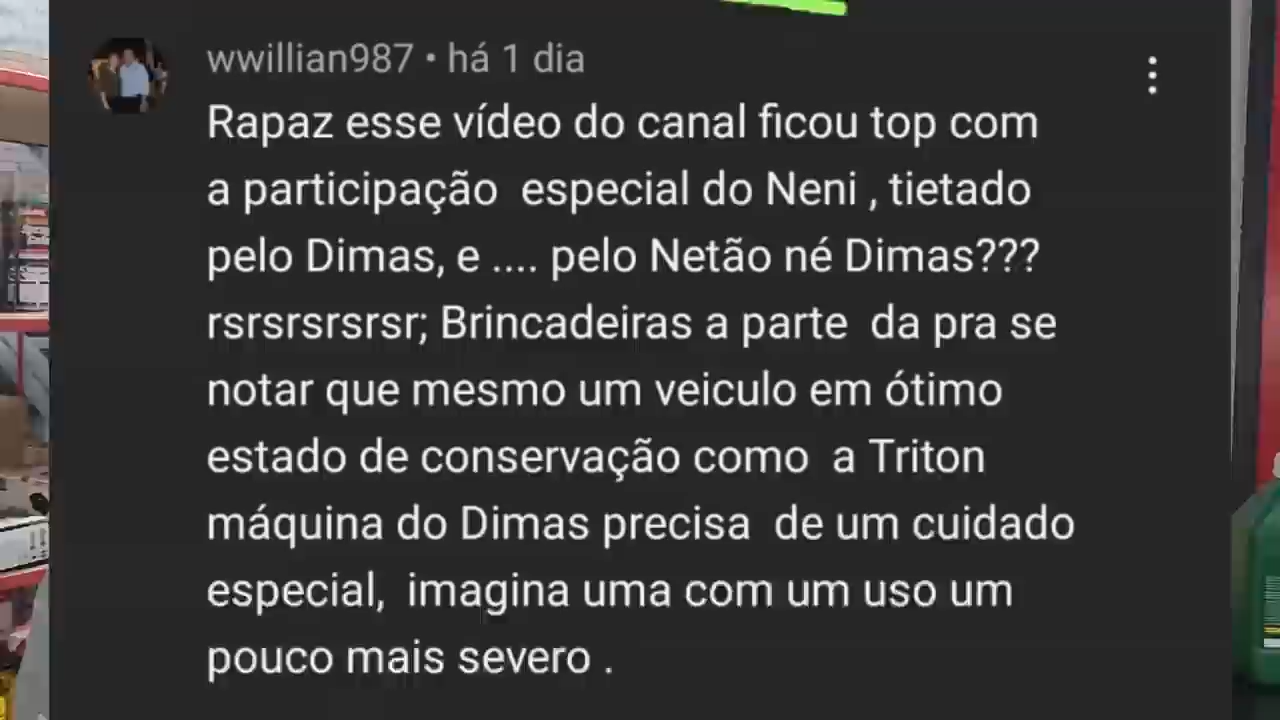 wwillian987 • há 1 dia
Rapaz esse vídeo do canal ficou top com
a participação especial do Neni , tietado
pelo Dimas, e .... pelo Netão né Dimas???
rsrsrsrsrsr; Brincadeiras a parte da pra se
notar que mesmo um veiculo em ótimo
estado de conservação como a Triton
máquina do Dimas precisa de um cuidado
especial, imagina uma com um uso um
pouco mais severo .